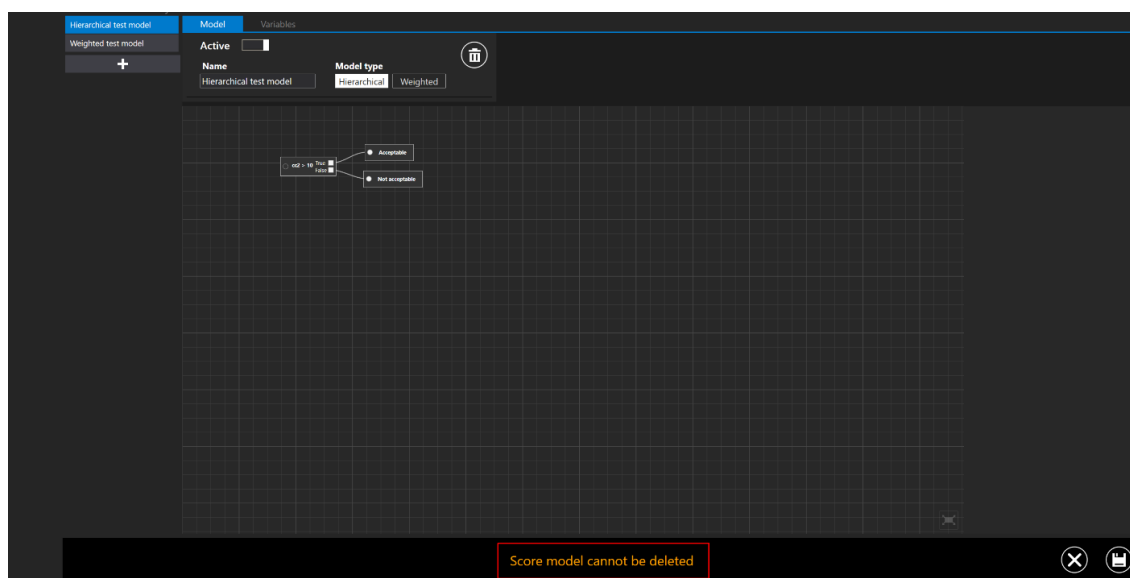 Hierarchical test model
Weighted test model
Model Variables
Active
Name Model type
Hierarchical test model Hierarchical Weighted
Acceptable
True
False
Not acceptable
Score model cannot be deleted